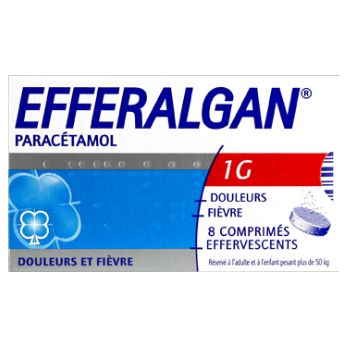 EFFERALGAN®
PARACÉTAMOL
1G
DOULEURS
FIÈVRE
8 COMPRIMÉS
EFFERVESCENTS
DOULEURS ET FIÈVRE
Réservé à l'adulte et à l'enfant pesant plus de 50 kg